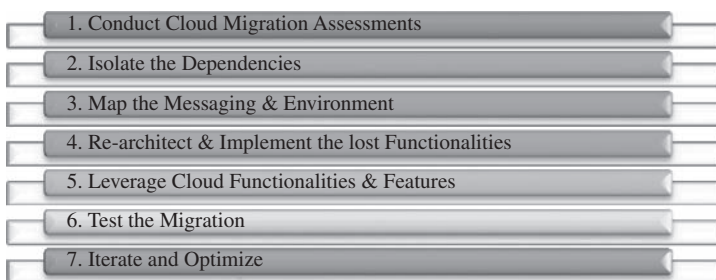 1. Conduct Cloud Migration Assessments
2. Isolate the Dependencies
3. Map the Messaging & Environment
4. Re-architect & Implement the lost Functionalities
5. Leverage Cloud Functionalities & Features
6. Test the Migration
7. Iterate and Optimize